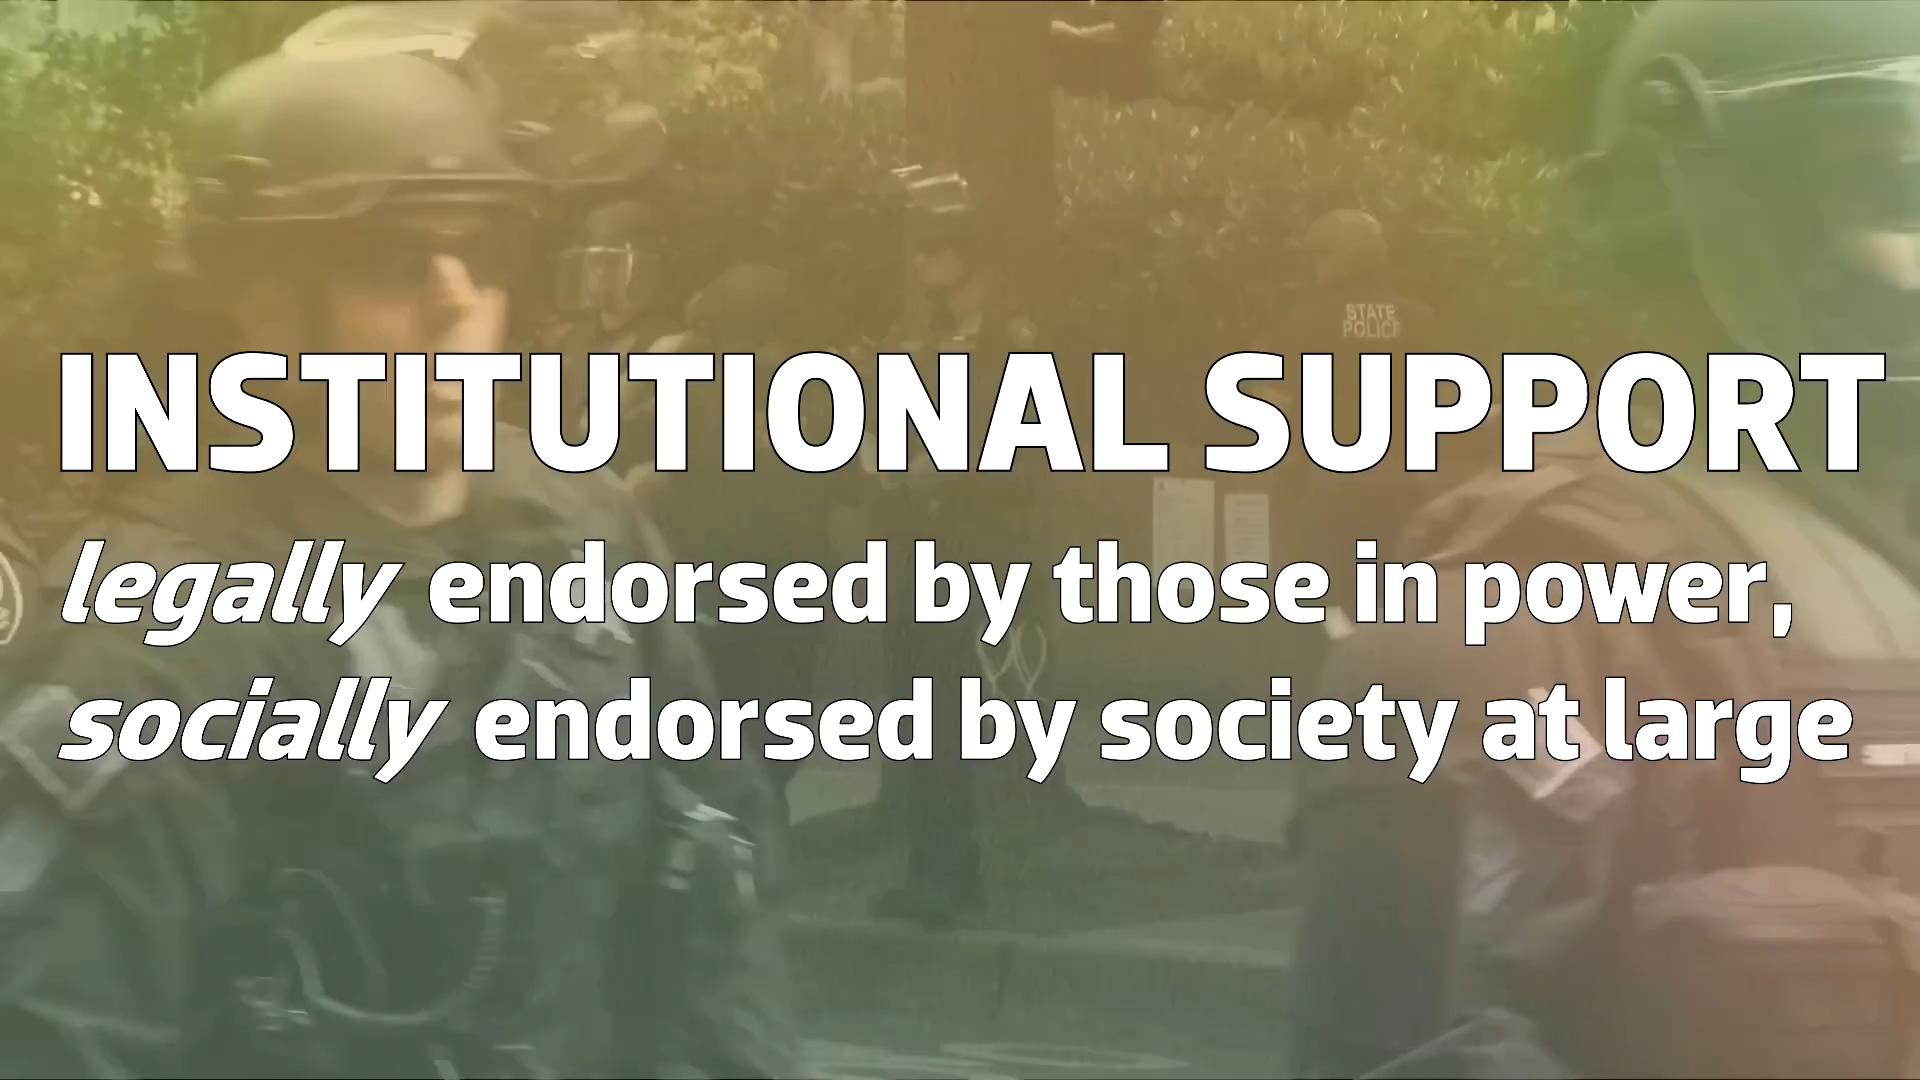 STATE
POLICE
INSTITUTIONAL SUPPORT
legally endorsed by those in power,
socially endorsed by society at large